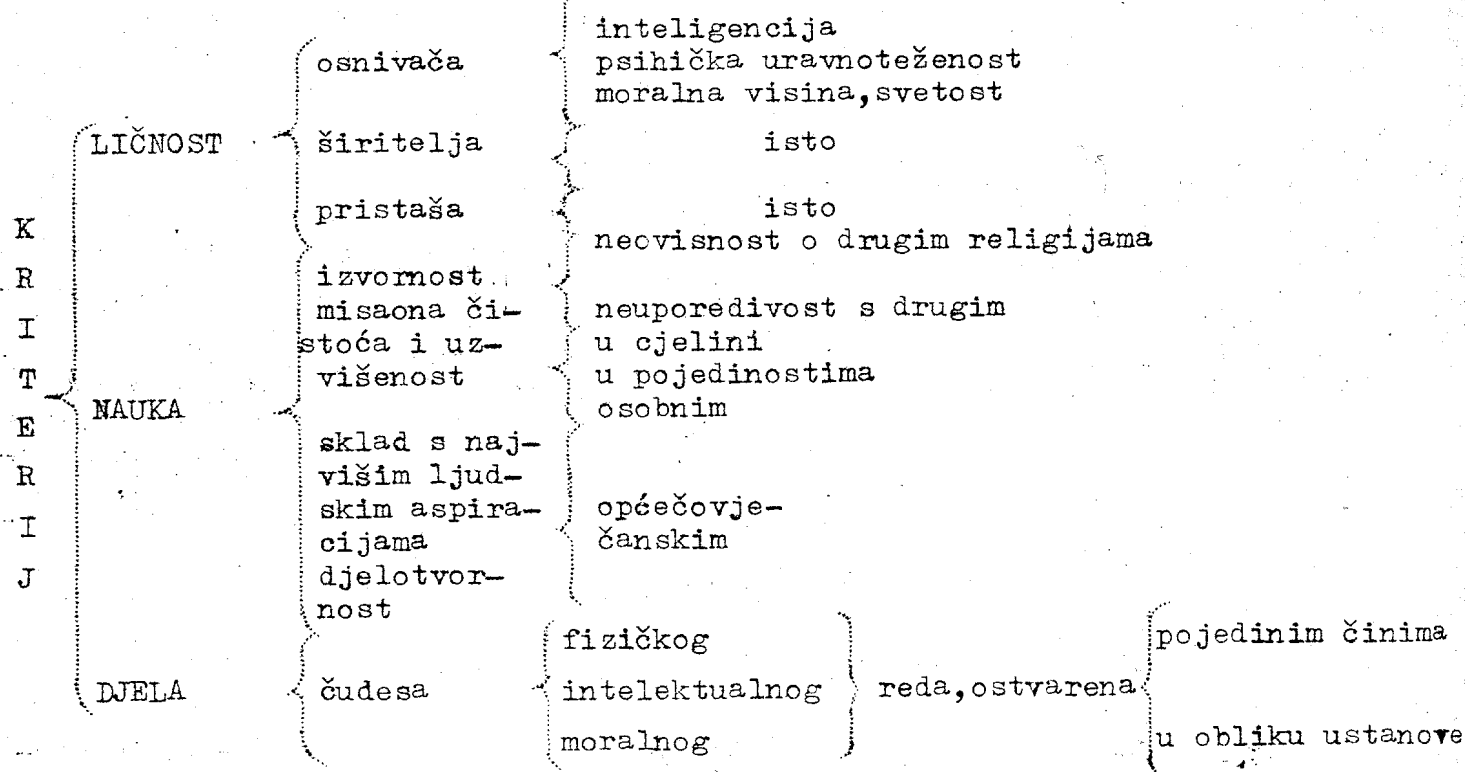 inteligencija
osnivača psihička uravnoteženost
moralna visina,svetost
LIČNOST širitelja isto
pristaša isto
neovisnost o drugim religijama
izvornost
misaona či- neuporedivost s drugim
stoća i uz- u cjelini
višenost u pojedinostima
NAUKA osobnim
sklad s naj-
višim ljud-
skim aspira- općečovje-
cijama čanskim
djelotvor-
nost
KRITERIJ
fizičkog pojedinim činima
DJELA čudesa intelektualnog reda,ostvarena
moralnog u obliku ustanove